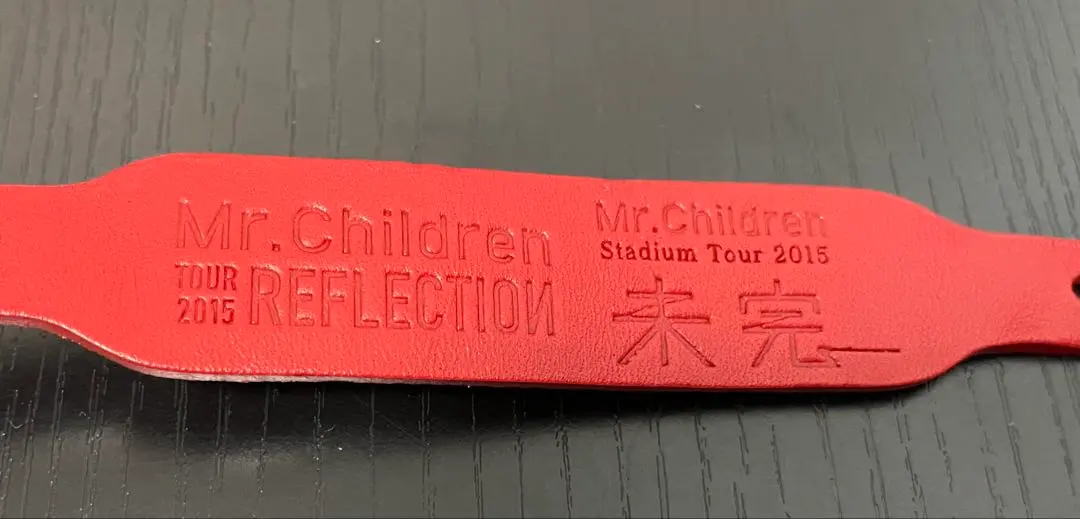 Mr.Children
TOUR
2015
REFLECTION
Mr.Children
Stadium Tour 2015
未完